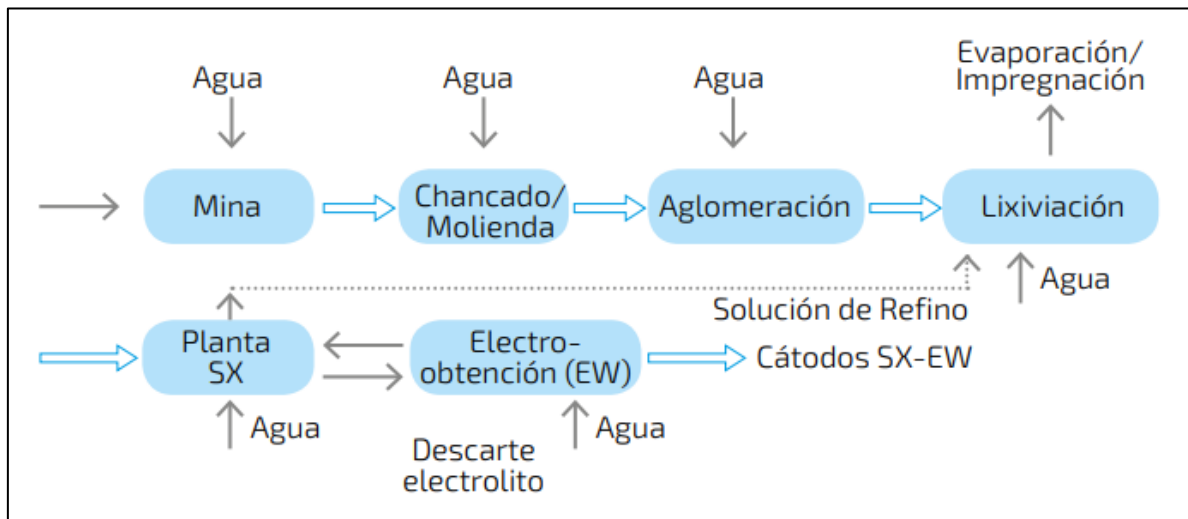 Agua
Agua
Agua
Evaporación/
Impregnación
Mina
Chancado/
Molienda
Aglomeración
Lixiviación
Agua
Solución de Refino
Planta
SX
Electro-
obtención (EW)
Cátodos SX-EW
Agua
Descarte
electrolito
Agua